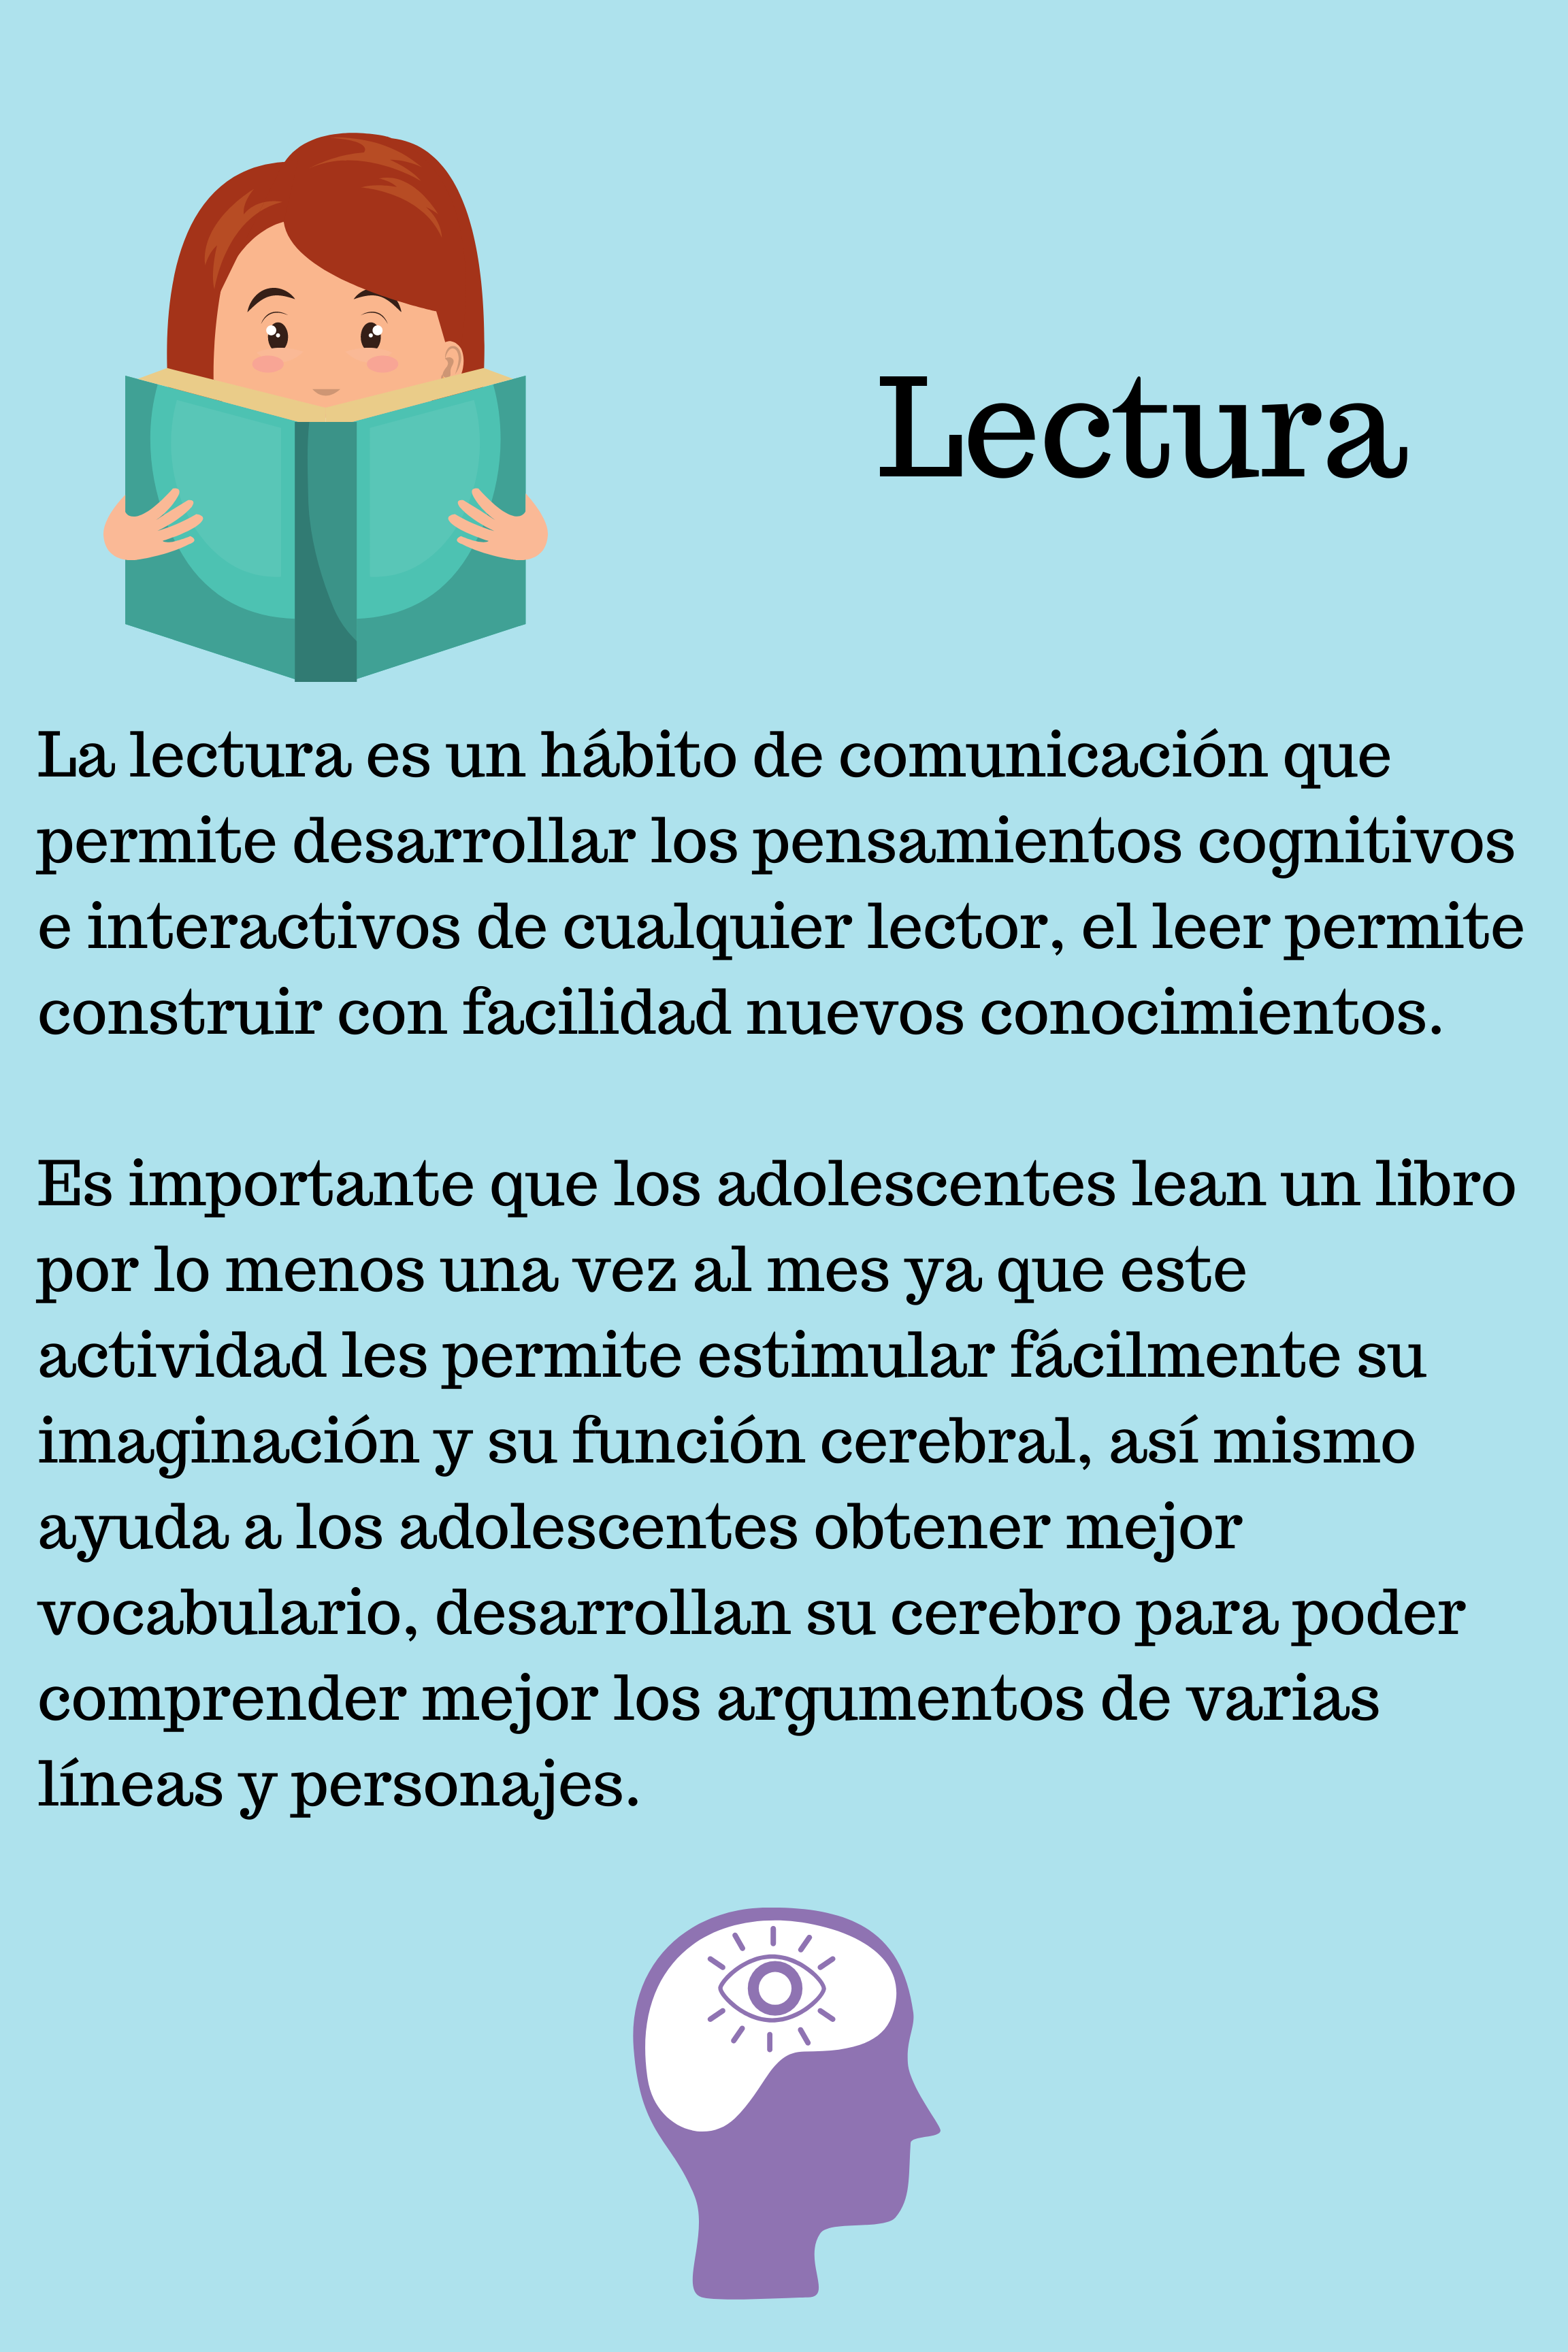 Lectura
La lectura es un hábito de comunicación que
permite desarrollar los pensamientos cognitivos
e interactivos de cualquier lector, el leer permite
construir con facilidad nuevos conocimientos.
Es importante que los adolescentes lean un libro
por lo menos una vez al mes ya que este
actividad les permite estimular fácilmente su
imaginación y su función cerebral, así mismo
ayuda a los adolescentes obtener mejor
vocabulario, desarrollan su cerebro para poder
comprender mejor los argumentos de varias
líneas y personajes.